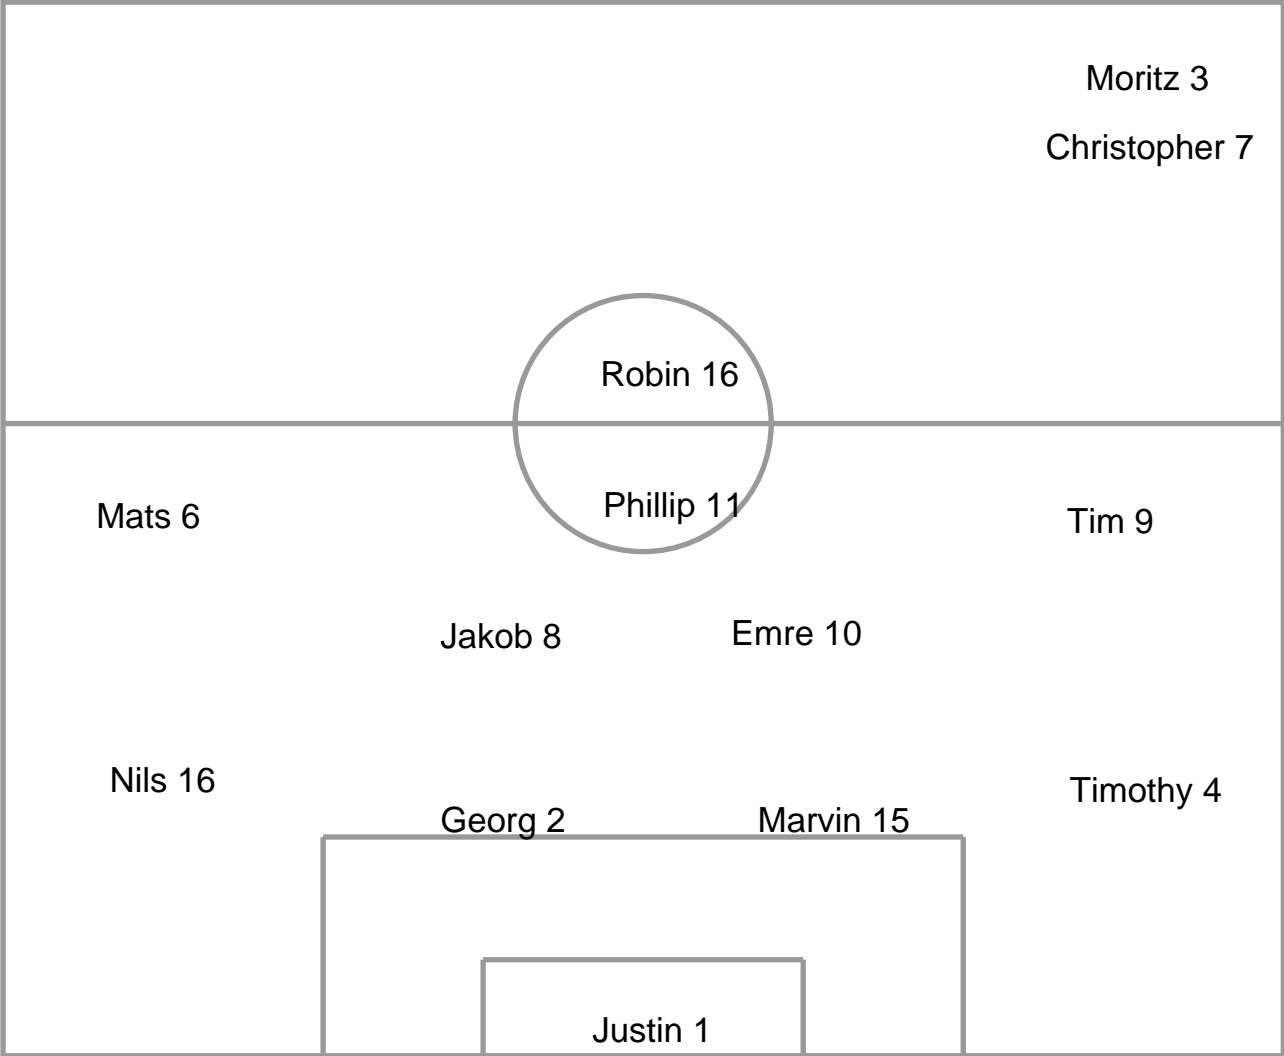 Moritz 3
Christopher 7
Robin 16
Phillip 11
Mats 6
Tim 9
Jakob 8
Emre 10
Nils 16
Timothy 4
Georg 2
Marvin 15
Justin 1